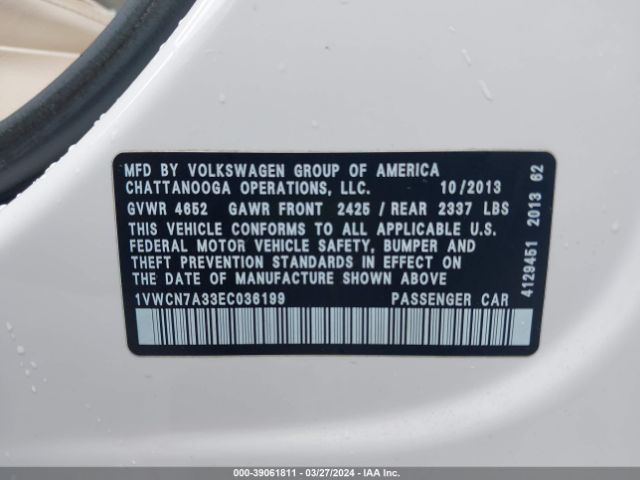 MFD BY VOLKSWAGEN GROUP OF AMERICA
CHATTANOOGA OPERATIONS, LLC. 10/2013
GVWR 4652 GAWR FRONT 2425 / REAR 2337 LBS
THIS VEHICLE CONFORMS TO ALL APPLICABLE U.S.
FEDERAL MOTOR VEHICLE SAFETY, BUMPER AND
THEFT PREVENTION STANDARDS IN EFFECT ON
THE DATE OF MANUFACTURE SHOWN ABOVE
1VWCN7A33EC036199 PASSENGER CAR
4129451 2013 62
000-39061811 - 03/27/2024 - IAA Inc.